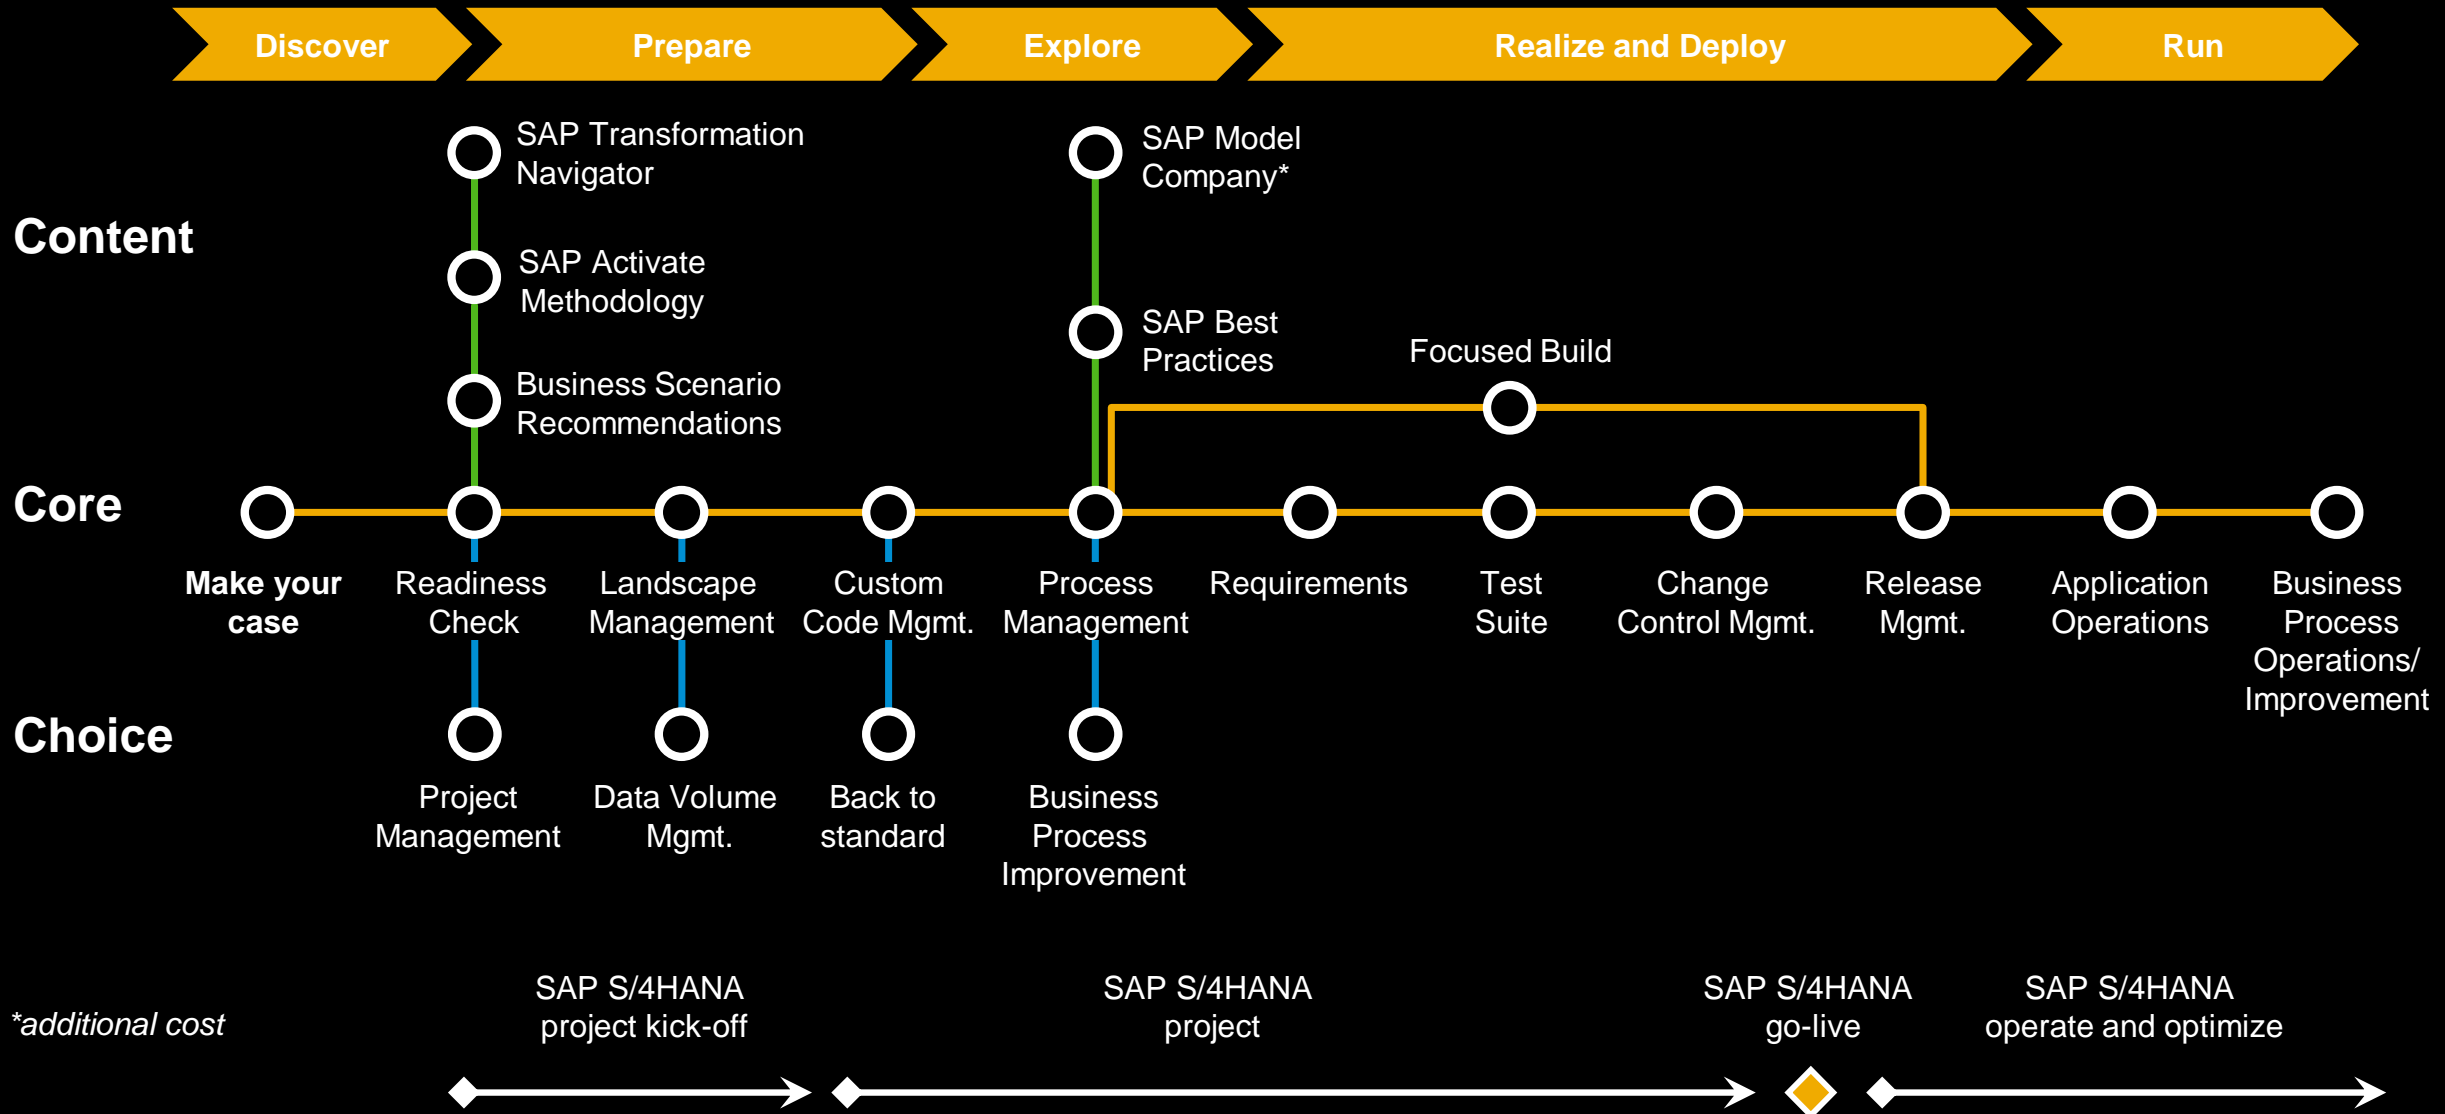 Discover
Prepare
Explore
Realize and Deploy
Run
SAP Transformation
Navigator
SAP Model
Company*
Content
SAP Activate
Methodology
SAP Best
Practices
Focused Build
Business Scenario
Recommendations
Core
Make your
case
Readiness
Check
Landscape
Management
Custom
Code Mgmt.
Process
Management
Requirements
Test
Suite
Change
Control Mgmt.
Release
Mgmt.
Application
Operations
Business
Process
Operations/
Improvement
Choice
Project
Management
Data Volume
Mgmt.
Back to
standard
Business
Process
Improvement
*additional cost
SAP S/4HANA
project kick-off
SAP S/4HANA
project
SAP S/4HANA
go-live
SAP S/4HANA
operate and optimize